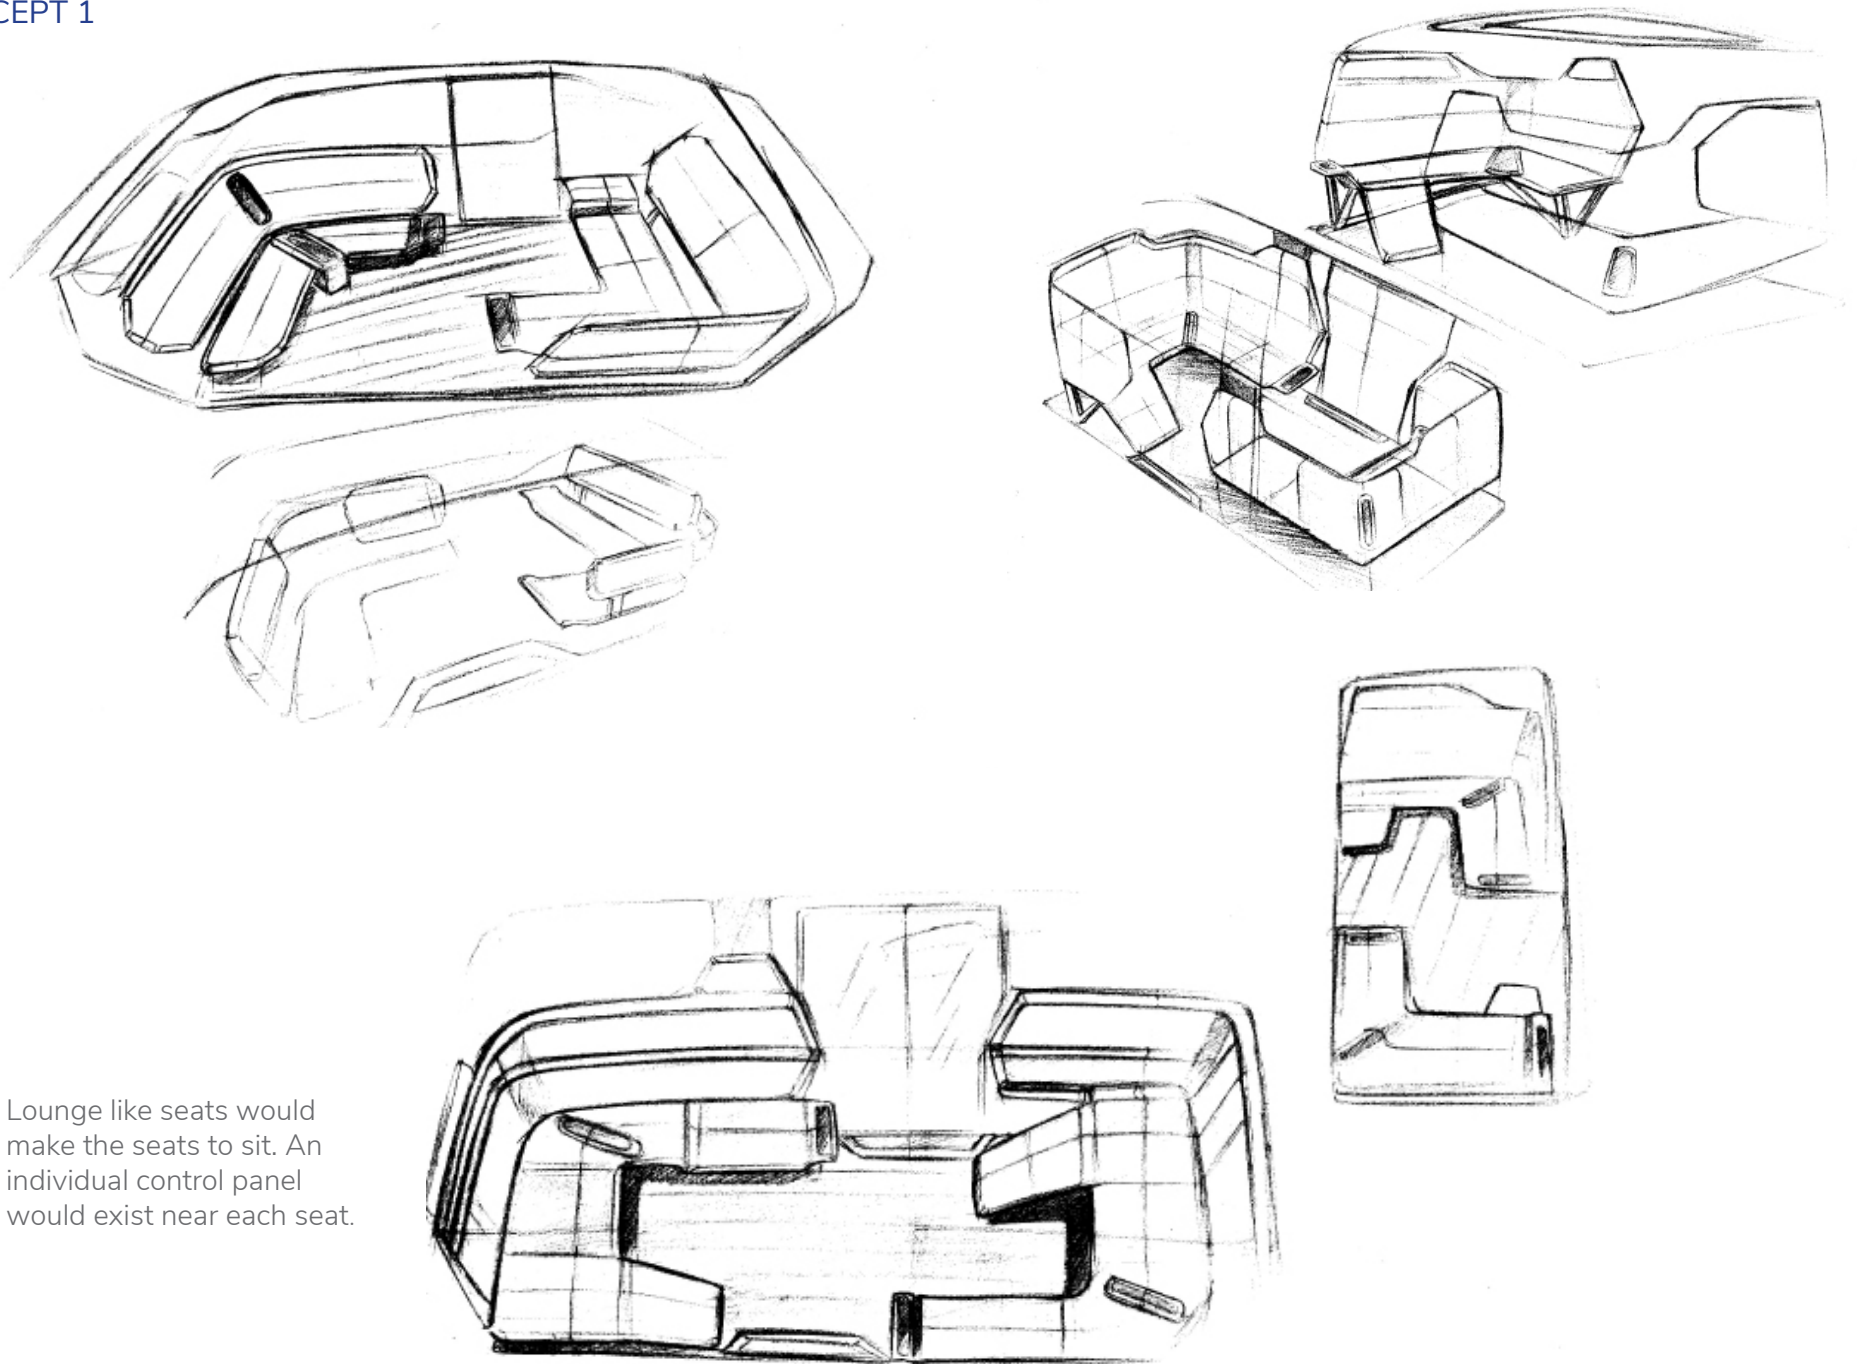 CEPT 1
Lounge like seats would
make the seats to sit. An
individual control panel
would exist near each seat.